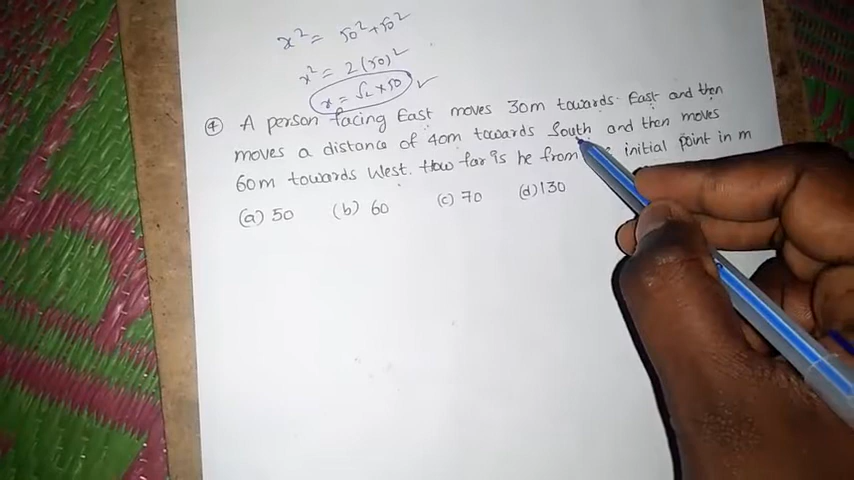 x² = 50² + 50²
x² = 2(50)²
x = √2 × 50 ✓
④ A person facing East moves 30m towards East and then
moves a distance of 40m towards South and then moves
60m towards West. How far is he from initial point in m
(a) 50 (b) 60 (c) 70 (d) 130